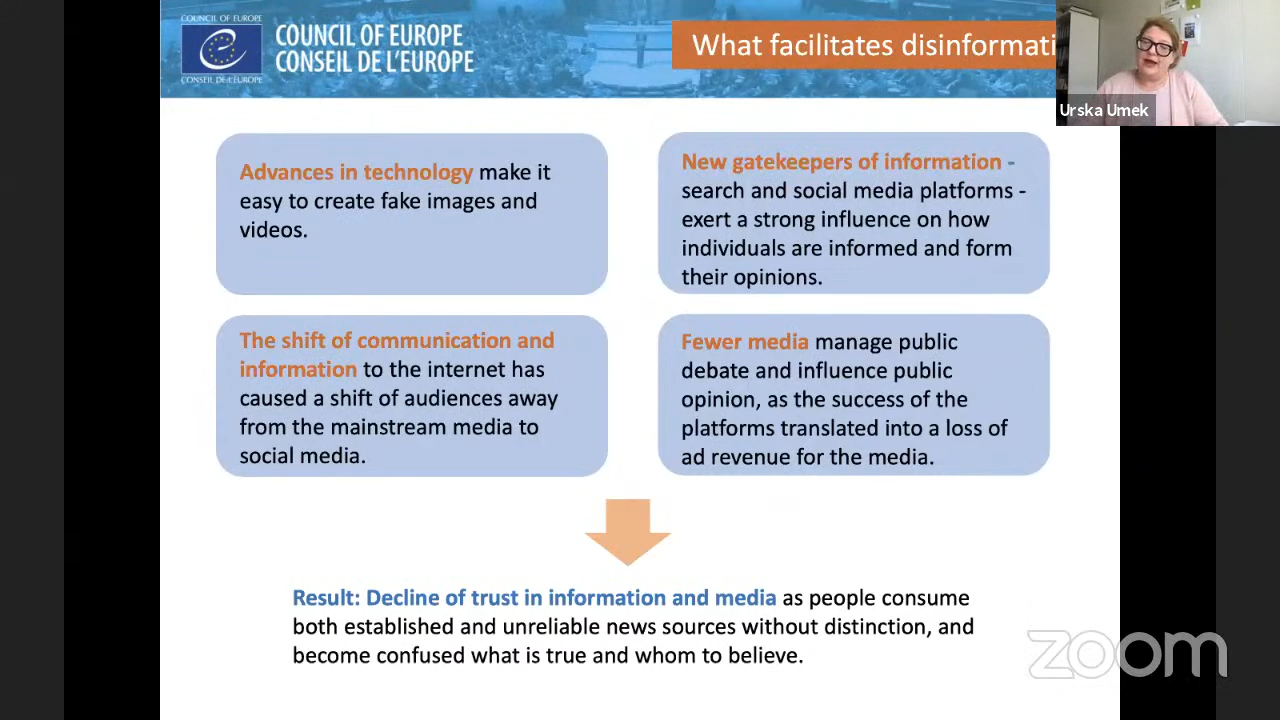 COUNCIL OF EUROPE
CONSEIL DE L'EUROPE
COUNCIL OF EUROPE
CONSEIL DE L'EUROPE
What facilitates disinformati
Urska Umek
Advances in technology make it
easy to create fake images and
videos.
New gatekeepers of information -
search and social media platforms -
exert a strong influence on how
individuals are informed and form
their opinions.
The shift of communication and
information to the internet has
caused a shift of audiences away
from the mainstream media to
social media.
Fewer media manage public
debate and influence public
opinion, as the success of the
platforms translated into a loss of
ad revenue for the media.
Result: Decline of trust in information and media as people consume
both established and unreliable news sources without distinction, and
become confused what is true and whom to believe.
zoom